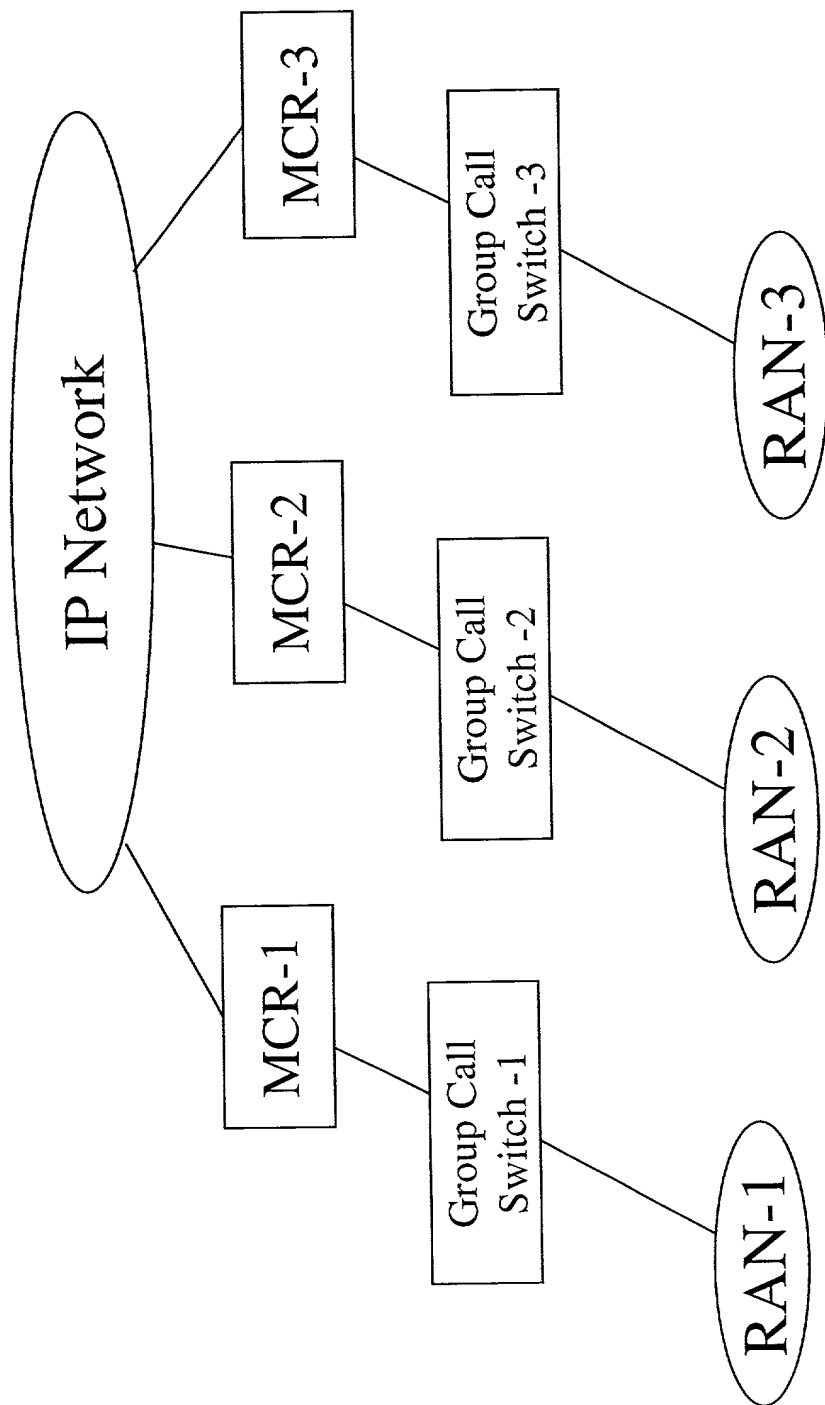 IP Network
MCR-1
MCR-2
MCR-3
Group Call
Switch -1
Group Call
Switch -2
Group Call
Switch -3
RAN-1
RAN-2
RAN-3